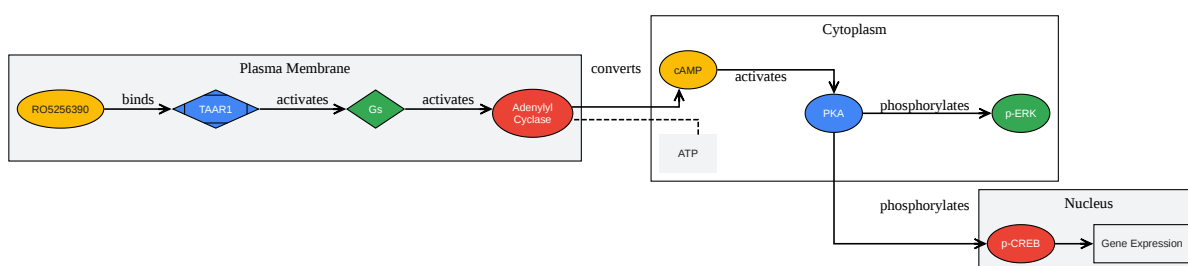 Plasma Membrane
RO5256390
binds
TAAR1
activates
Gs
activates
Adenylyl
Cyclase
converts
Cytoplasm
cAMP
activates
ATP
PKA
phosphorylates
p-ERK
phosphorylates
Nucleus
p-CREB
Gene Expression